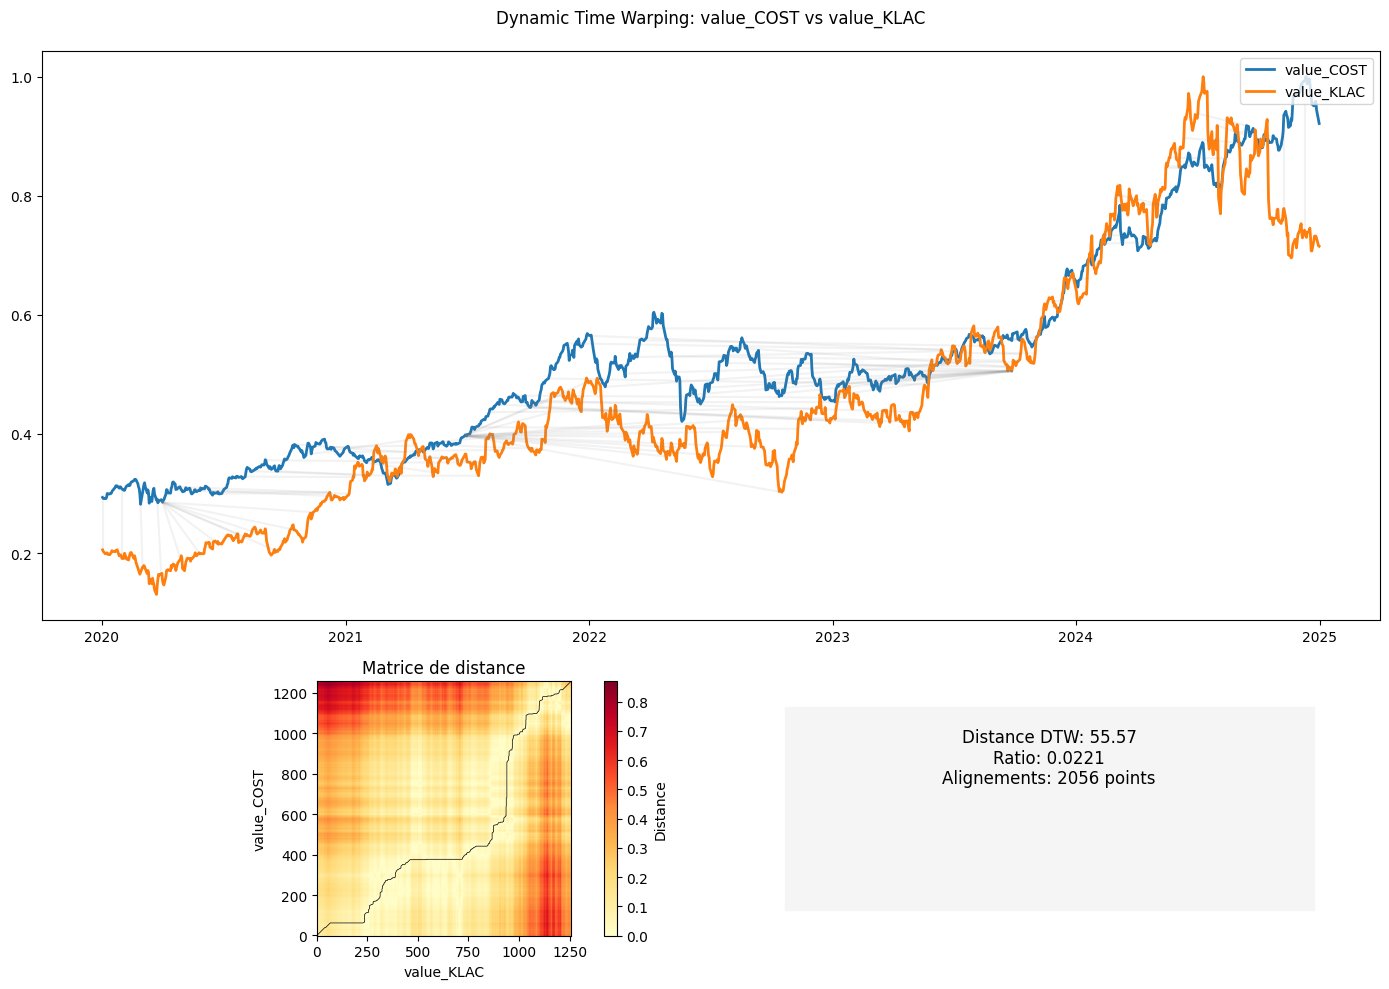 Dynamic Time Warping: value_COST vs value_KLAC
value_COST
value_KLAC
1.0
0.8
0.6
0.4
0.2
2020 2021 2022 2023 2024 2025
Matrice de distance
1200
1000
800
600
400
200
0
value_COST
0 250 500 750 1000 1250
value_KLAC
0.8
0.7
0.6
0.5
0.4
0.3
0.2
0.1
0.0
Distance
Distance DTW: 55.57
Ratio: 0.0221
Alignements: 2056 points